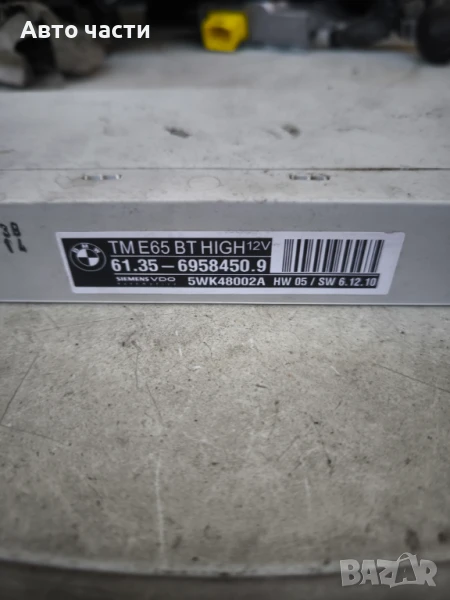 Авто части
TM E65 BT HIGH 12V
61.35 - 6958450.9
SIEMENS VDO
5WK48002A HW 05 / SW 6.12.10
BAZAR